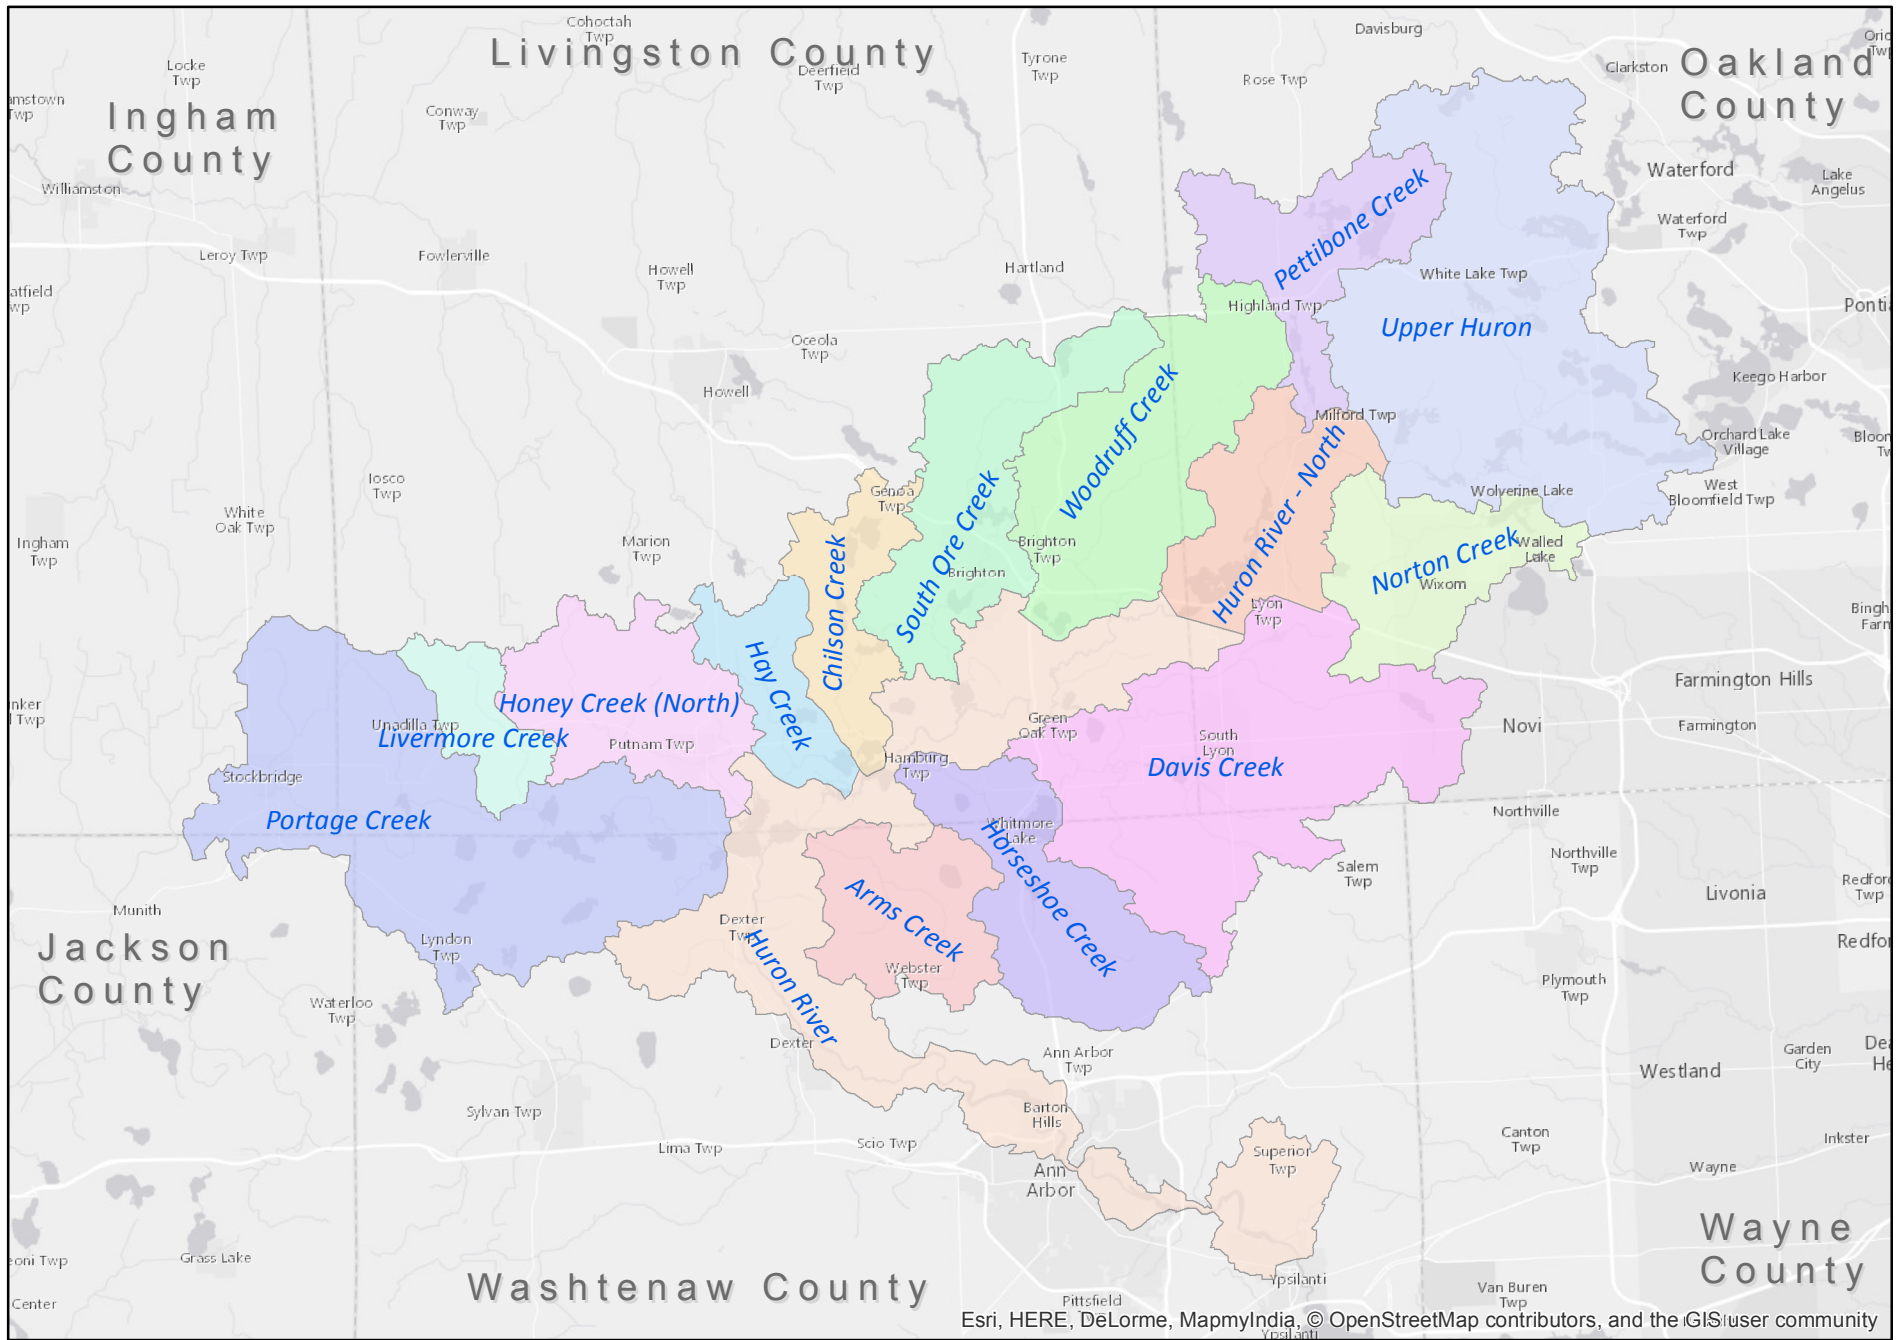 Cohoctah
Twp
Livingston County
Davisburg
Oakland
County
Locke
Twp
Deerfield
Twp
Tyrone
Twp
Rose Twp
Clarkston
Ingham
County
Conway
Twp
Waterford
Lake
Angelus
Williamston
Pettibone Creek
Waterford
Twp
Leroy Twp
Fowlerville
Howell
Twp
Hartland
White Lake Twp
Highland Twp
Upper Huron
Oceola
Twp
Howell
Keego Harbor
Woodruff Creek
Milford Twp
Orchard Lake
Village
Iosco
Twp
Genoa
Twps
Wolverine Lake
West
Bloomfield Twp
White
Oak Twp
South Ore Creek
Huron River - North
Ingham
Twp
Marion
Twp
Chilson Creek
Brighton
Twp
Brighton
Norton Creek
Walled
Lake
Wixom
Lyon
Twp
Hay Creek
Honey Creek (North)
Farmington Hills
Unadilla Twp
Livermore Creek
Putnam Twp
Green
Oak Twp
South
Lyon
Novi
Farmington
Stockbridge
Hamburg
Twp
Davis Creek
Portage Creek
Whitmore
Lake
Horseshoe Creek
Northville
Arms Creek
Salem
Twp
Northville
Twp
Livonia
Redford
Twp
Munith
Jackson
County
Lyndon
Twp
Dexter
Twp
Huron River
Webster
Twp
Plymouth
Twp
Waterloo
Twp
Dexter
Ann Arbor
Twp
Westland
Garden
City
Sylvan Twp
Barton
Hills
Lima Twp
Scio Twp
Superior
Twp
Canton
Twp
Inkster
Ann
Arbor
Wayne
Wayne
County
Grass Lake
Washtenaw County
Ypsilanti
Van Buren
Twp
Center
Pittsfield
Esri, HERE, DeLorme, MapmyIndia, © OpenStreetMap contributors, and the GIS user community
Ypsilanti